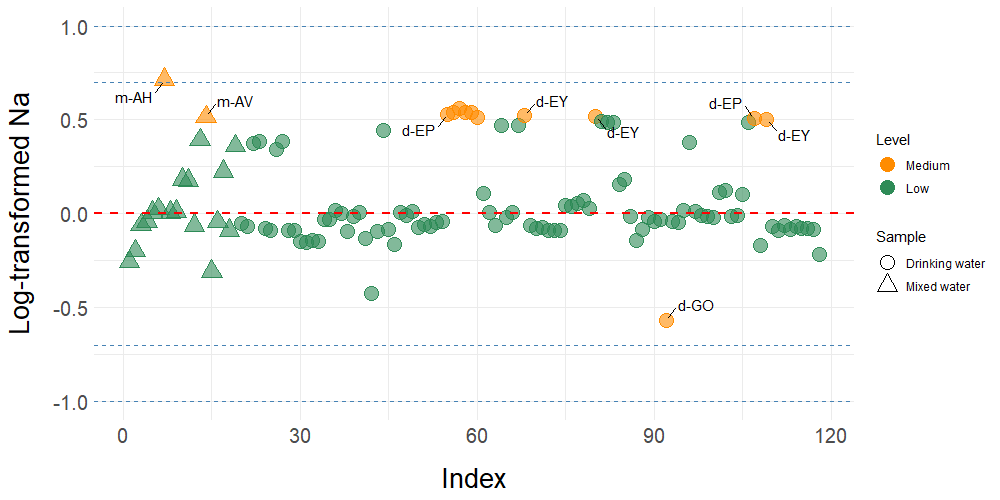 Log-transformed Na
1.0
0.5
0.0
-0.5
-1.0
m-AH
m-AV
d-EP
d-EY
d-EY
d-EP
d-EY
d-GO
0
30
60
90
120
Index
Level
Medium
Low
Sample
Drinking water
Mixed water